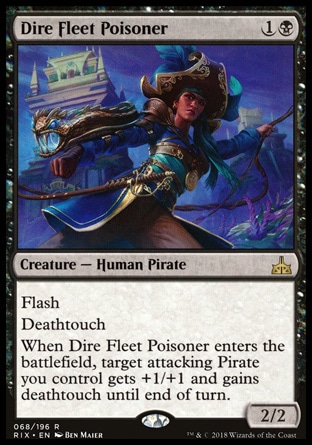 Dire Fleet Poisoner 1
Creature — Human Pirate
Flash
Deathtouch
When Dire Fleet Poisoner enters the
battlefield, target attacking Pirate
you control gets +1/+1 and gains
deathtouch until end of turn.
2/2
068/196 R
RIX • EN Ben Maier
™ & © 2018 Wizards of the Coast